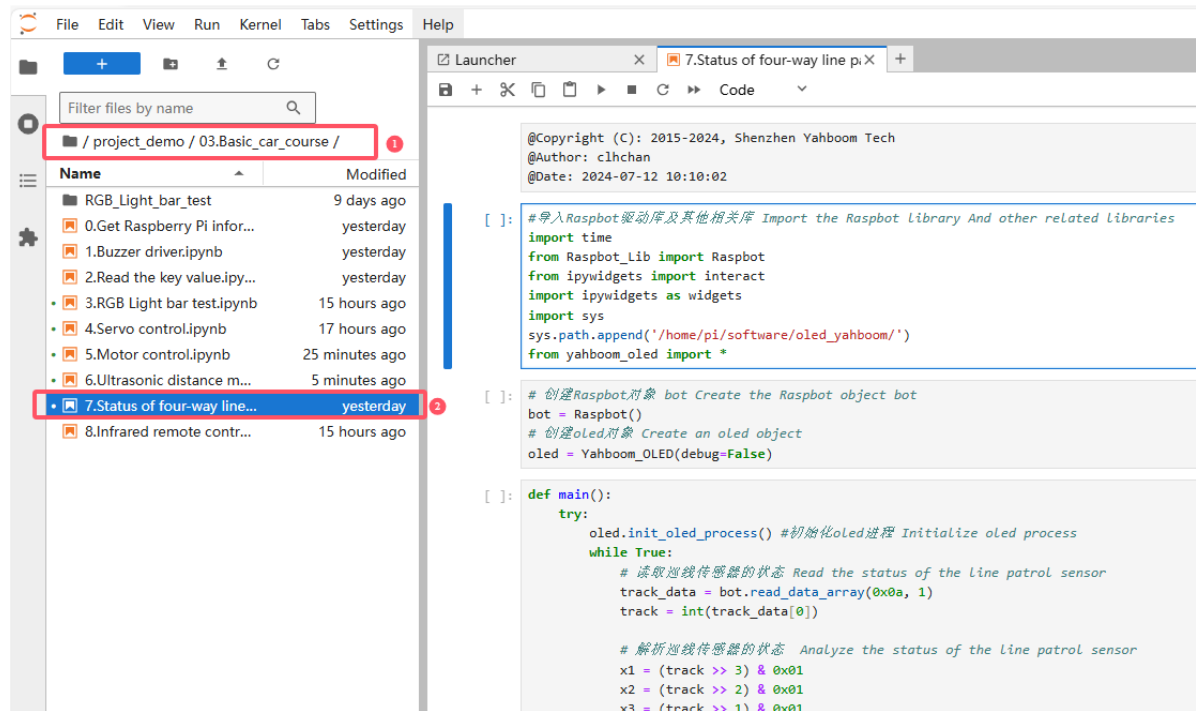 File Edit View Run Kernel Tabs Settings Help
+
Filter files by name
/ project_demo / 03.Basic_car_course /
1
Name Modified
RGB_Light_bar_test 9 days ago
0.Get Raspberry Pi infor... yesterday
1.Buzzer driver.ipynb yesterday
2.Read the key value.ipy... yesterday
3.RGB Light bar test.ipynb 15 hours ago
4.Servo control.ipynb 17 hours ago
5.Motor control.ipynb 25 minutes ago
6.Ultrasonic distance m... 5 minutes ago
7.Status of four-way line... yesterday
2
8.Infrared remote contr... 15 hours ago
Launcher
7.Status of four-way line pa
Code
@Copyright (C): 2015-2024, Shenzhen Yahboom Tech
@Author: clhchan
@Date: 2024-07-12 10:10:02
[ ]: #导入Raspbot驱动库及其他相关库 Import the Raspbot library And other related libraries
import time
from Raspbot_Lib import Raspbot
from ipywidgets import interact
import ipywidgets as widgets
import sys
sys.path.append('/home/pi/software/oled_yahboom/')
from yahboom_oled import *
[ ]: # 创建Raspbot对象 bot Create the Raspbot object bot
bot = Raspbot()
# 创建oled对象 Create an oled object
oled = Yahboom_OLED(debug=False)
[ ]: def main():
try:
oled.init_oled_process() #初始化oled进程 Initialize oled process
while True:
# 读取巡线传感器的状态 Read the status of the line patrol sensor
track_data = bot.read_data_array(0x0a, 1)
track = int(track_data[0])
# 解析巡线传感器的状态 Analyze the status of the line patrol sensor
x1 = (track >> 3) & 0x01
x2 = (track >> 2) & 0x01
x3 = (track >> 1) & 0x01